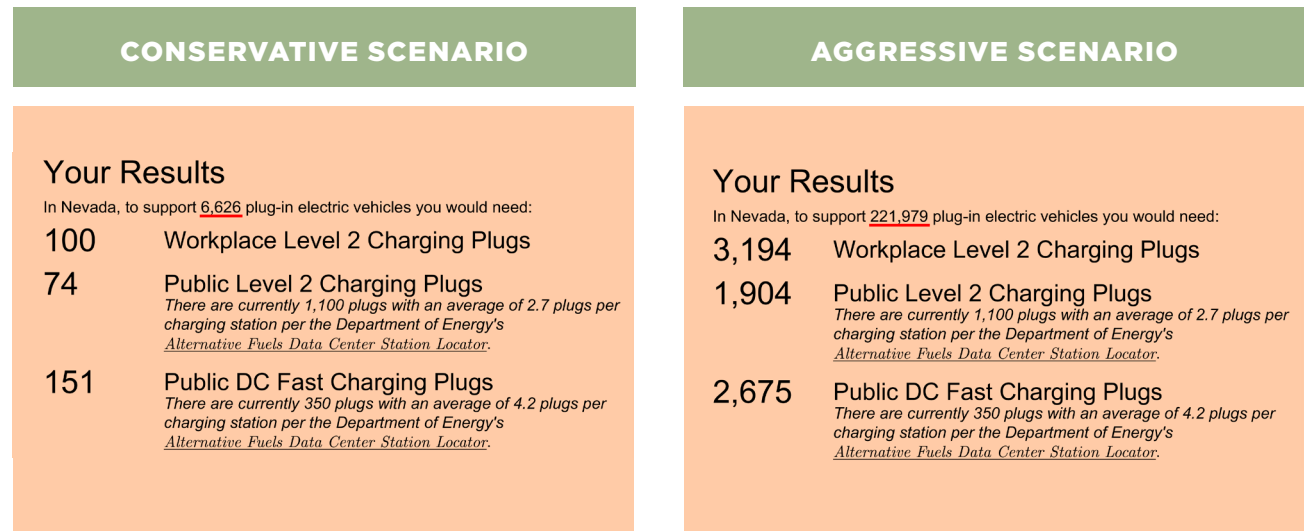 CONSERVATIVE SCENARIO
Your Results
In Nevada, to support 6,626 plug-in electric vehicles you would need:
100 Workplace Level 2 Charging Plugs
74 Public Level 2 Charging Plugs
There are currently 1,100 plugs with an average of 2.7 plugs per
charging station per the Department of Energy's
Alternative Fuels Data Center Station Locator.
151 Public DC Fast Charging Plugs
There are currently 350 plugs with an average of 4.2 plugs per
charging station per the Department of Energy's
Alternative Fuels Data Center Station Locator.
AGGRESSIVE SCENARIO
Your Results
In Nevada, to support 221,979 plug-in electric vehicles you would need:
3,194 Workplace Level 2 Charging Plugs
1,904 Public Level 2 Charging Plugs
There are currently 1,100 plugs with an average of 2.7 plugs per
charging station per the Department of Energy's
Alternative Fuels Data Center Station Locator.
2,675 Public DC Fast Charging Plugs
There are currently 350 plugs with an average of 4.2 plugs per
charging station per the Department of Energy's
Alternative Fuels Data Center Station Locator.